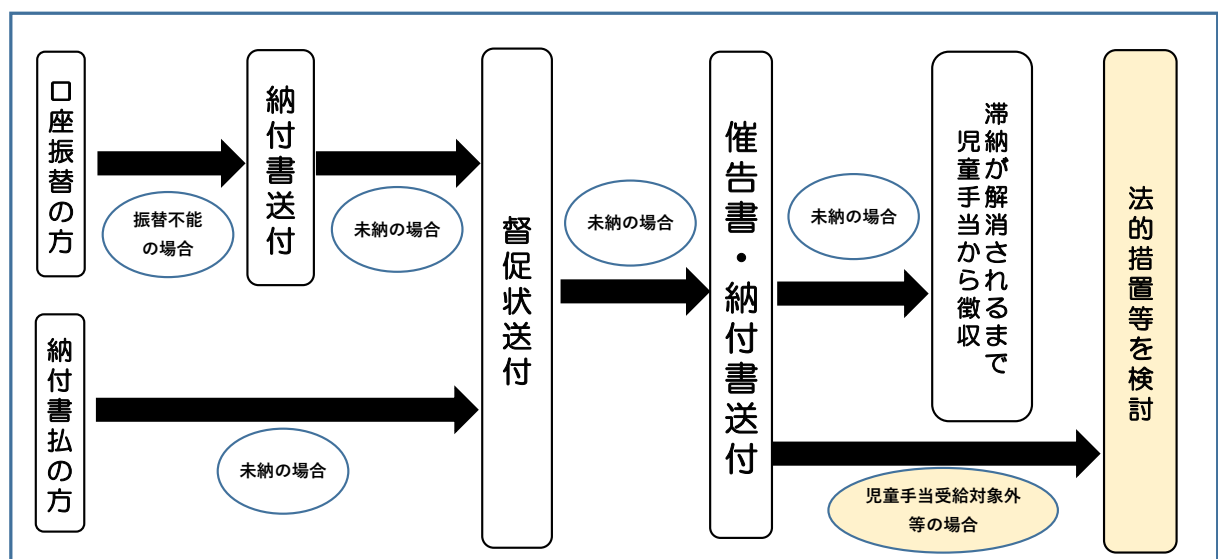 口座振替の方
振替不能
の場合
納付書送付
未納の場合
納付書払の方
未納の場合
督促状送付
未納の場合
催告書・納付書送付
未納の場合
滞納が解消されるまで
児童手当から徴収
児童手当受給対象外
等の場合
法的措置等を検討